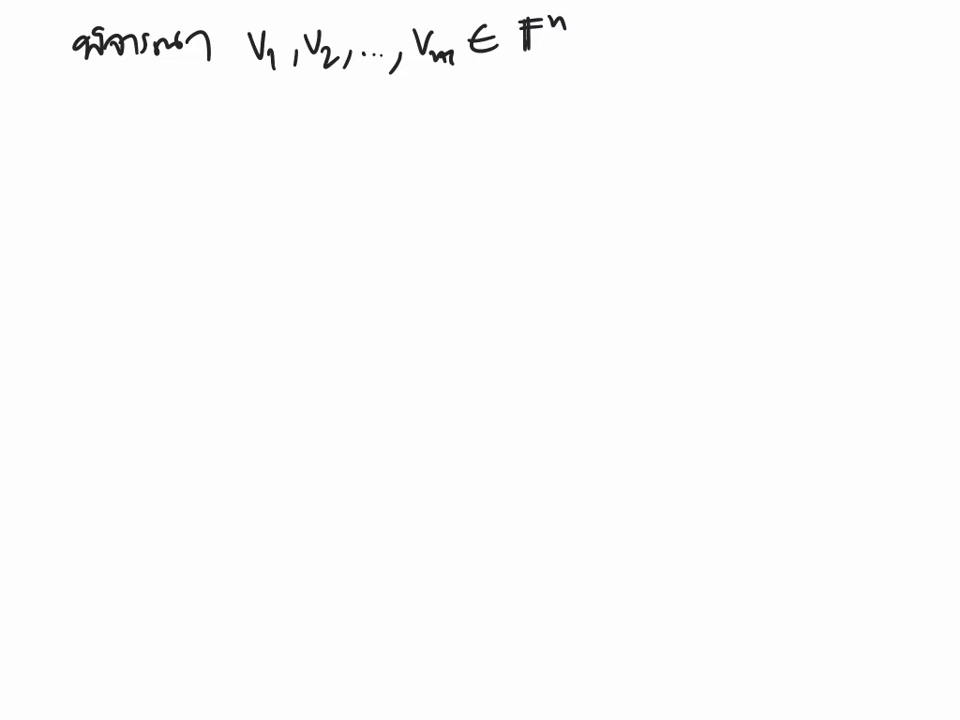 พิจารณา V₁, V₂, ..., Vₘ ∈ 𝔽ⁿ